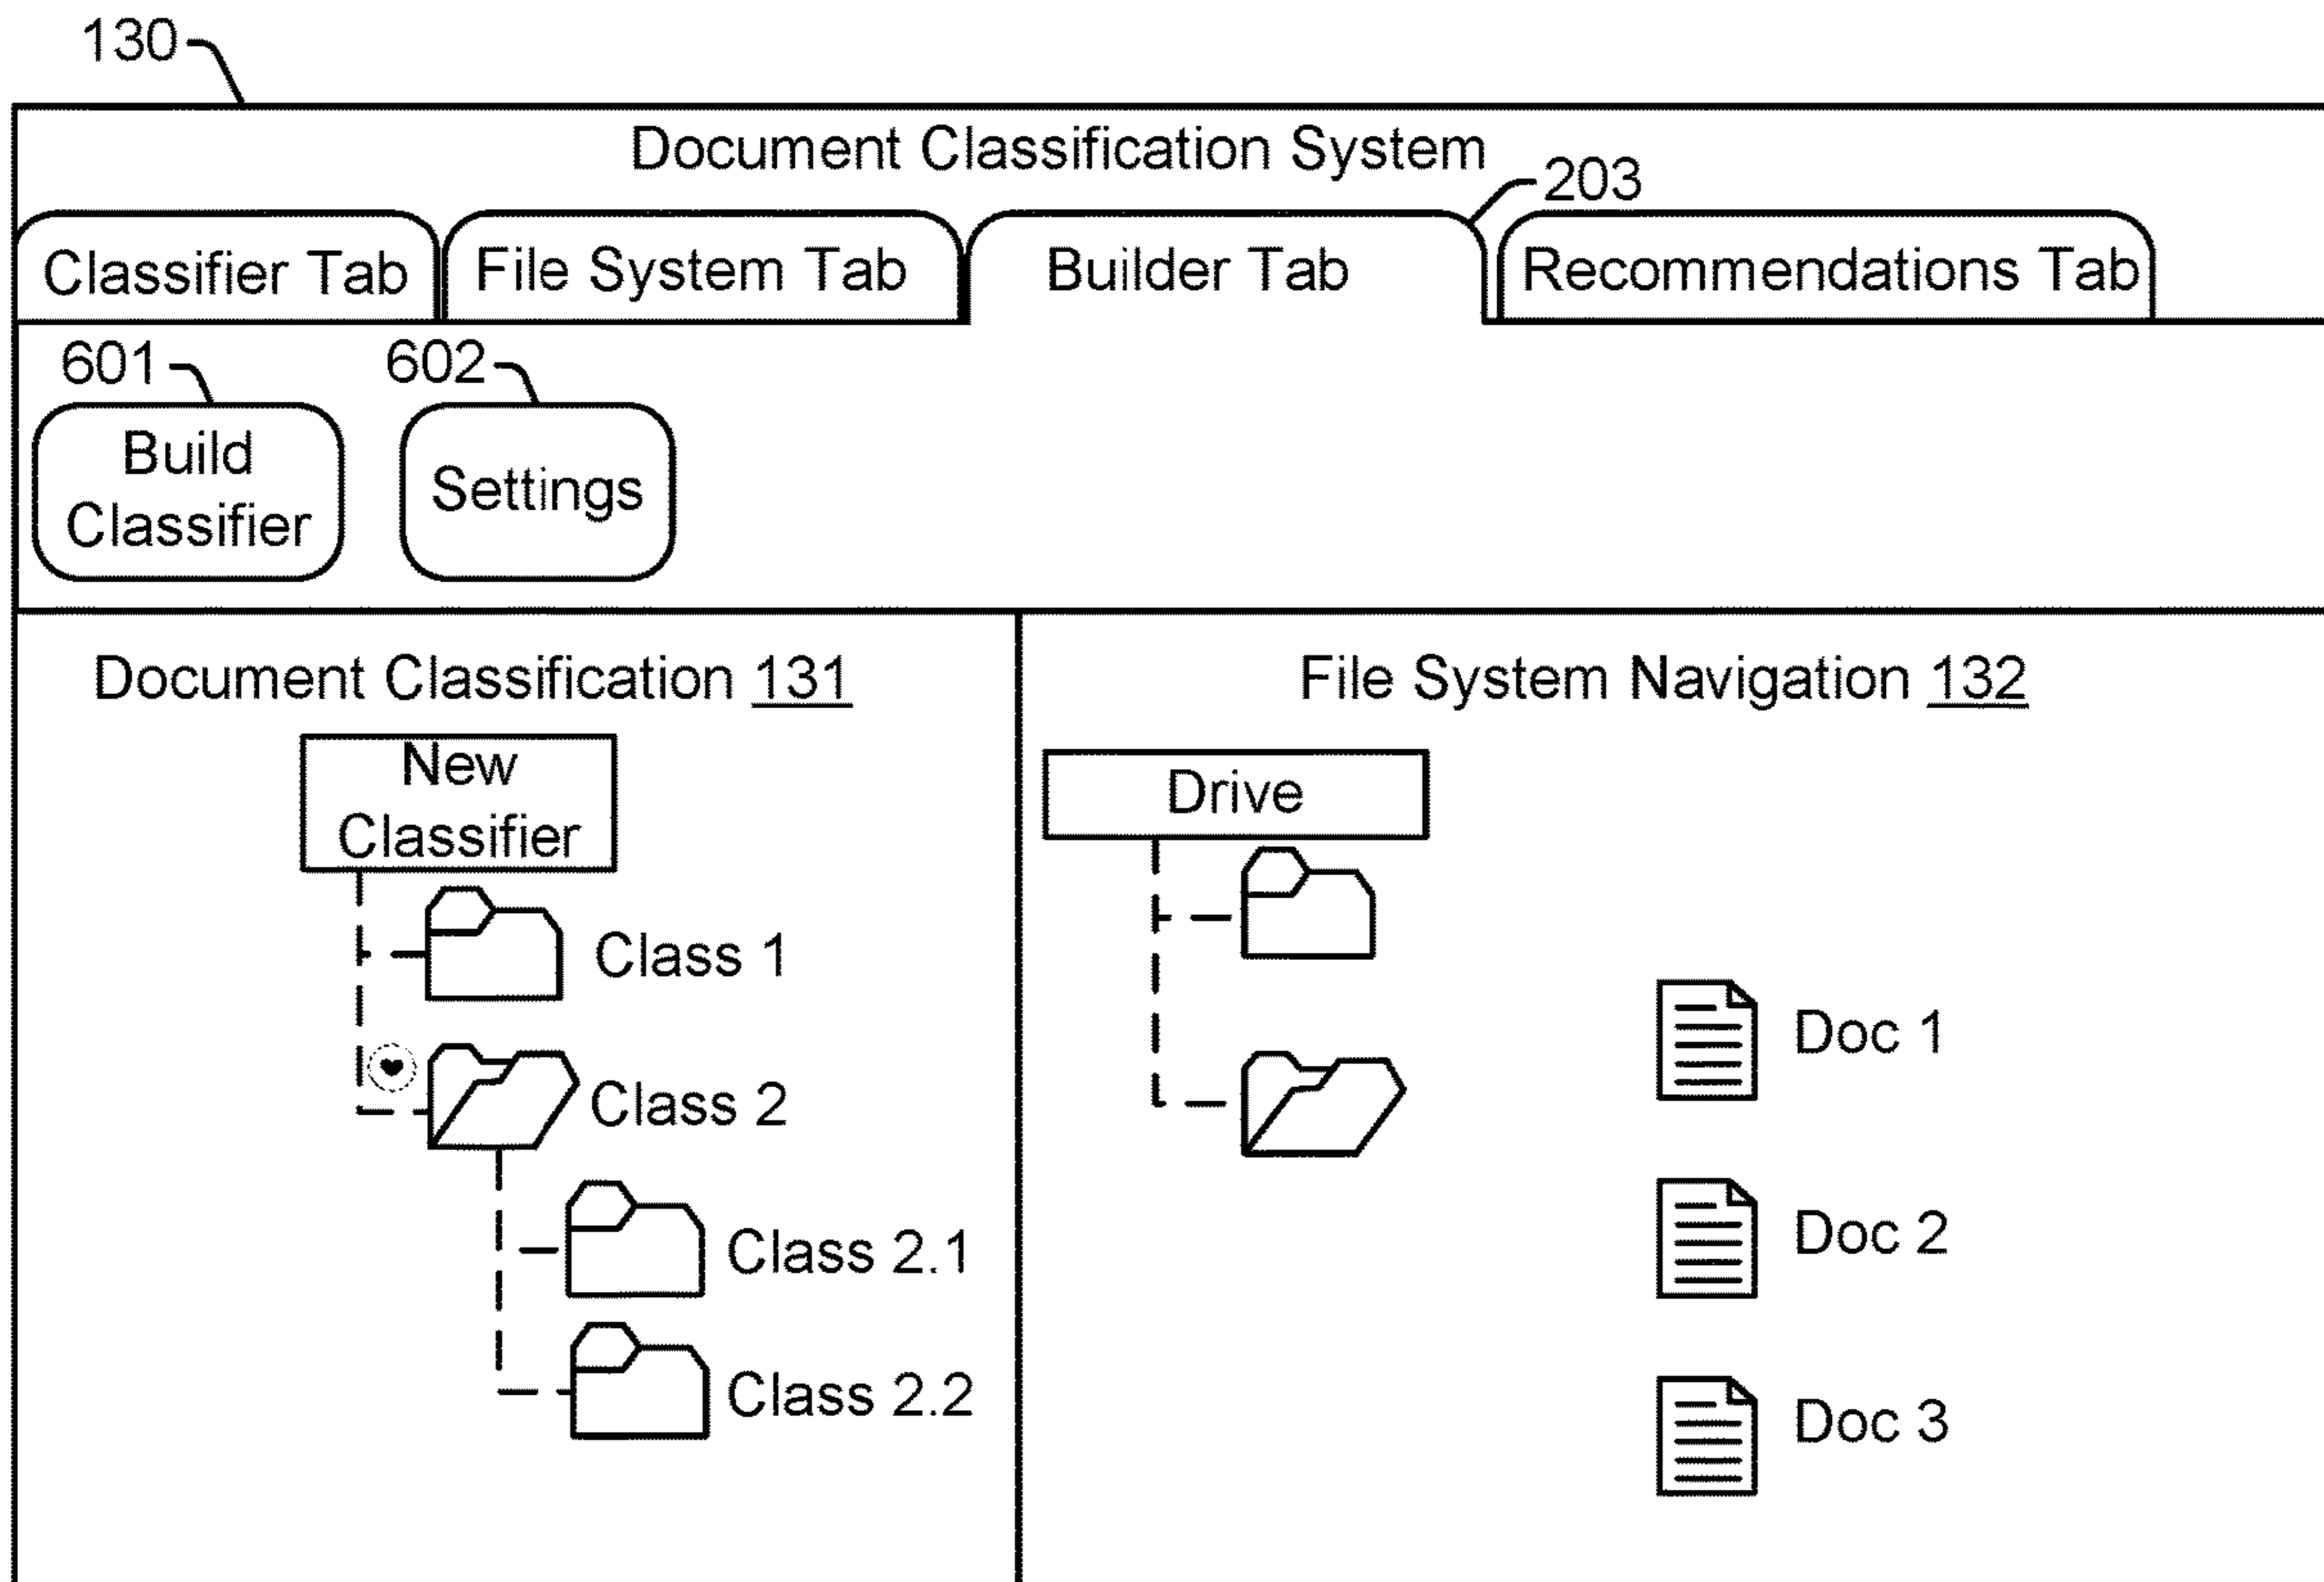 130
Document Classification System
203
Classifier Tab
File System Tab
Builder Tab
Recommendations Tab
601
602
Build
Classifier
Settings
Document Classification 131
New
Classifier
Class 1
Class 2
Class 2.1
Class 2.2
File System Navigation 132
Drive
Doc 1
Doc 2
Doc 3